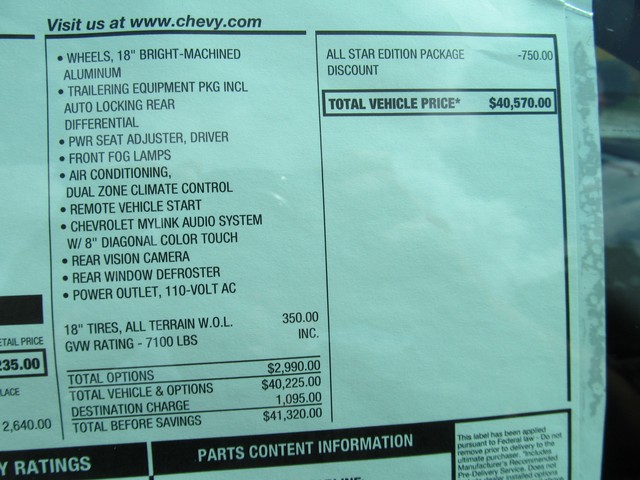 Visit us at www.chevy.com
• WHEELS, 18" BRIGHT-MACHINED
ALUMINUM
• TRAILERING EQUIPMENT PKG INCL
AUTO LOCKING REAR
DIFFERENTIAL
• PWR SEAT ADJUSTER, DRIVER
• FRONT FOG LAMPS
• AIR CONDITIONING,
DUAL ZONE CLIMATE CONTROL
• REMOTE VEHICLE START
• CHEVROLET MYLINK AUDIO SYSTEM
W/ 8" DIAGONAL COLOR TOUCH
• REAR VISION CAMERA
• REAR WINDOW DEFROSTER
• POWER OUTLET, 110-VOLT AC
18" TIRES, ALL TERRAIN W.O.L. 350.00
GVW RATING - 7100 LBS INC.
TOTAL OPTIONS $2,990.00
TOTAL VEHICLE & OPTIONS $40,225.00
DESTINATION CHARGE 1,095.00
TOTAL BEFORE SAVINGS $41,320.00
ALL STAR EDITION PACKAGE -750.00
DISCOUNT
TOTAL VEHICLE PRICE* $40,570.00
ETAIL PRICE
235.00
LACE
2,640.00
Y RATINGS
PARTS CONTENT INFORMATION
This label has been applied
pursuant to Federal law - Do not
remove prior to delivery to the
ultimate purchaser. *Includes
Manufacturer's Recommended
Pre-Delivery Service. Does not
dealer installed options